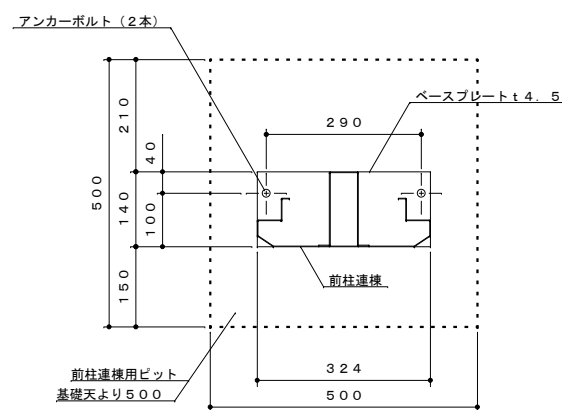 アンカーボルト（２本）
ベースプレートｔ４．５
２９０
２１０
４０
５００
１４０
１００
１５０
前柱連棟
前柱連棟用ピット
基礎天より５００
３２４
５００